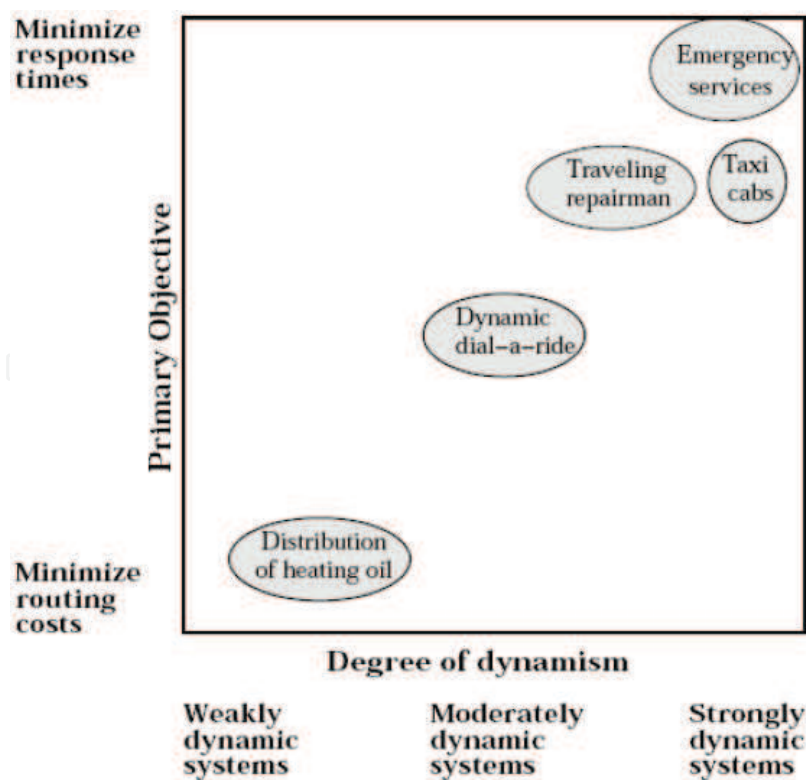 Minimize
response
times
Emergency
services
Traveling
repairman
Taxi
cabs
Primary Objective
Dynamic
dial-a-ride
Distribution
of heating oil
Minimize
routing
costs
Degree of dynamism
Weakly
dynamic
systems
Moderately
dynamic
systems
Strongly
dynamic
systems